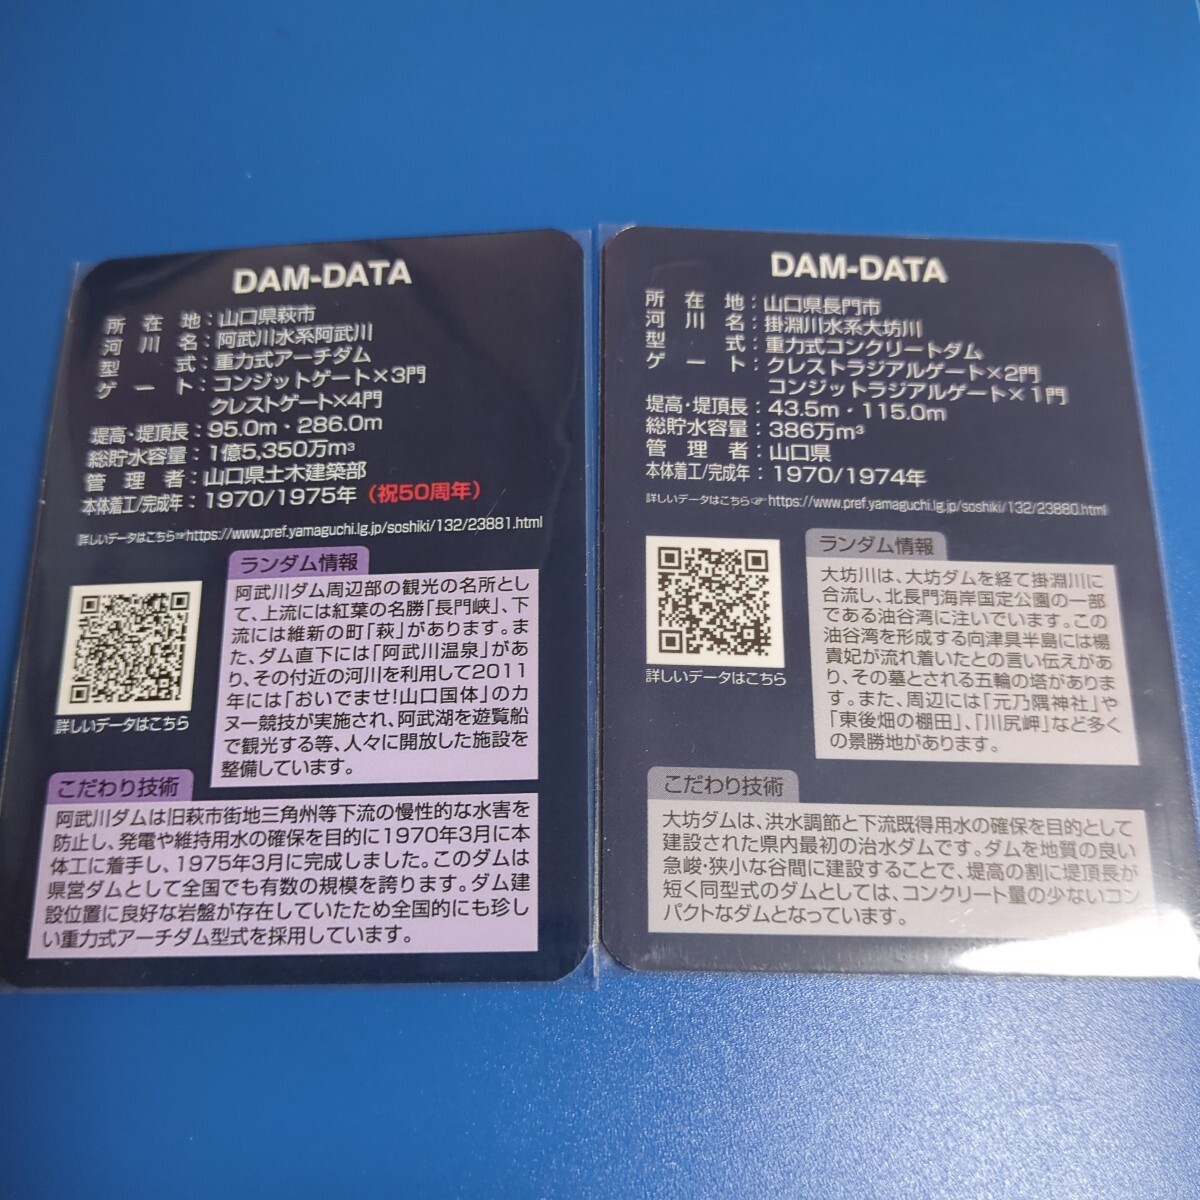 DAM-DATA
所在地：山口県萩市
河川名：阿武川水系阿武川
型式：重力式アーチダム
ゲート：コンジットゲート×3門
クレストゲート×4門
堤高・堤頂長：95.0m・286.0m
総貯水容量：1億5,350万m³
管理者：山口県土木建築部
本体着工/完成年：1970/1975年（祝50周年）
詳しいデータはこちら☞https://www.pref.yamaguchi.lg.jp/soshiki/132/23881.html
ランダム情報
阿武川ダム周辺部の観光の名所とし
て、上流には紅葉の名勝「長門峡」、下
流には維新の町「萩」があります。ま
た、ダム直下には「阿武川温泉」があ
り、その付近の河川を利用して2011
年には「おいでませ!山口国体」のカ
ヌー競技が実施され、阿武湖を遊覧船
で観光する等、人々に開放した施設を
整備しています。
詳しいデータはこちら
こだわり技術
阿武川ダムは旧萩市街地三角州等下流の慢性的な水害を
防止し、発電や維持用水の確保を目的に1970年3月に本
体工に着手し、1975年3月に完成しました。このダムは
県営ダムとして全国でも有数の規模を誇ります。ダム建
設位置に良好な岩盤が存在していたため全国的にも珍し
い重力式アーチダム型式を採用しています。
DAM-DATA
所在地：山口県長門市
河川名：掛淵川水系大坊川
型式：重力式コンクリートダム
ゲート：クレストラジアルゲート×2門
コンジットラジアルゲート×1門
堤高・堤頂長：43.5m・115.0m
総貯水容量：386万m³
管理者：山口県
本体着工/完成年：1970/1974年
詳しいデータはこちら☞https://www.pref.yamaguchi.lg.jp/soshiki/132/23880.html
ランダム情報
大坊川は、大坊ダムを経て掛淵川に
合流し、北長門海岸国定公園の一部
である油谷湾に注いでいます。この
油谷湾を形成する向津具半島には楊
貴妃が流れ着いたとの言い伝えがあ
り、その墓とされる五輪の塔がありま
す。また、周辺には「元乃隅神社」や
「東後畑の棚田」、「川尻岬」など多く
の景勝地があります。
詳しいデータはこちら
こだわり技術
大坊ダムは、洪水調節と下流既得用水の確保を目的として
建設された県内最初の治水ダムです。ダムを地質の良い
急峻・狭小な谷間に建設することで、堤高の割に堤頂長が
短く同型式のダムとしては、コンクリート量の少ないコン
パクトなダムとなっています。